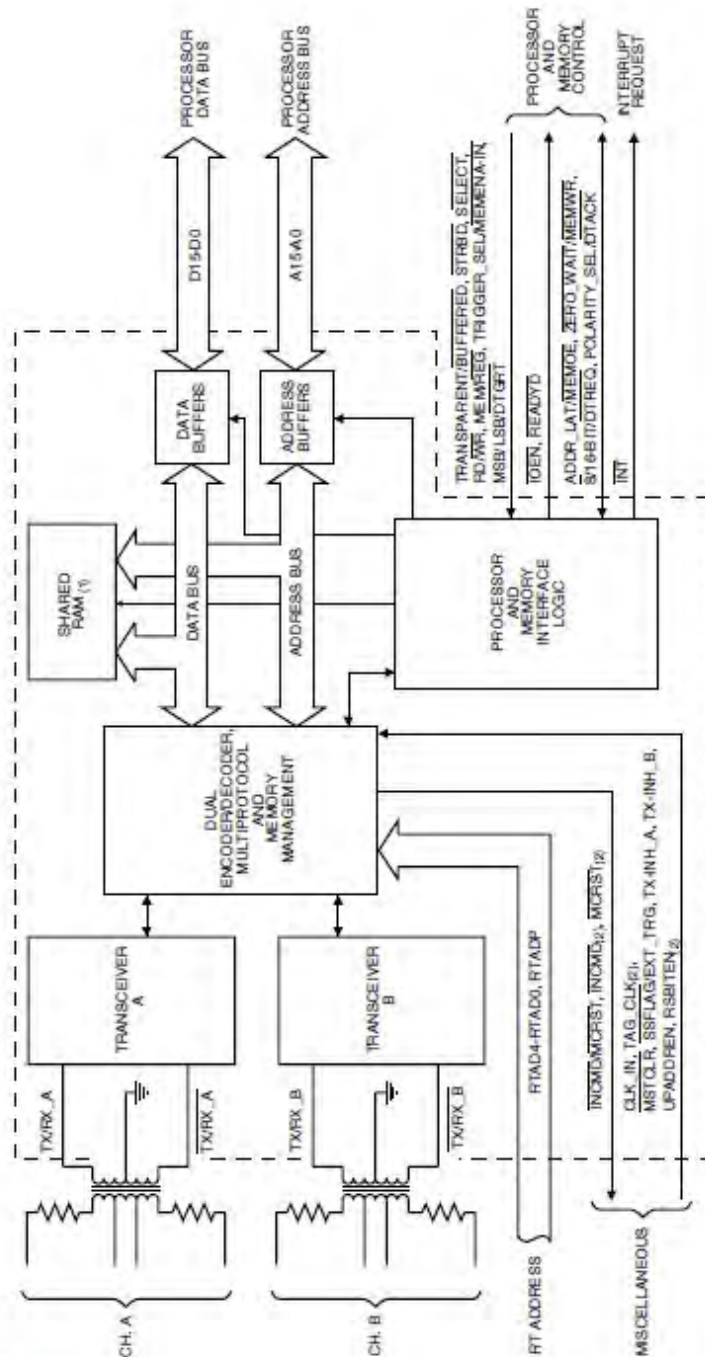 CH. A
TX/RX_A
TX/RX_A
TRANSCEIVER
A
CH. B
TX/RX_B
TX/RX_B
TRANSCEIVER
B
DUAL
ENCODER/DECODER,
MULTIPROTOCOL
AND
MEMORY
MANAGEMENT
SHARED
RAM (1)
DATA BUS
ADDRESS BUS
DATA
BUFFERS
ADDRESS
BUFFERS
D15-D0
PROCESSOR
DATA BUS
A15-A0
PROCESSOR
ADDRESS BUS
PROCESSOR
AND
MEMORY
INTERFACE
LOGIC
TRANSPARENT/BUFFERED, STRBD, SELECT,
RD/WR, MEM/REG, TRIGGER_SEL/MEMENA-IN,
MSB/LSB/DTGRT
IOEN, READYD
ADDR_LAT/MEMOE, ZERO_WAIT/MEMWR,
8/16-BIT/DTREQ, POLARITY_SEL/DTACK
INT
PROCESSOR
AND
MEMORY
CONTROL
INTERRUPT
REQUEST
RT ADDRESS
RTAD4-RTAD0, RTADP
MISCELLANEOUS
INCMD/MCRST, INCMD(2), MCRST(2)
CLK_IN, TAG_CLK(2),
MSTCLR, SSFLAG/EXT_TRG, TX-INH_A, TX-INH_B,
UPADDREN, RSBITEN(2)